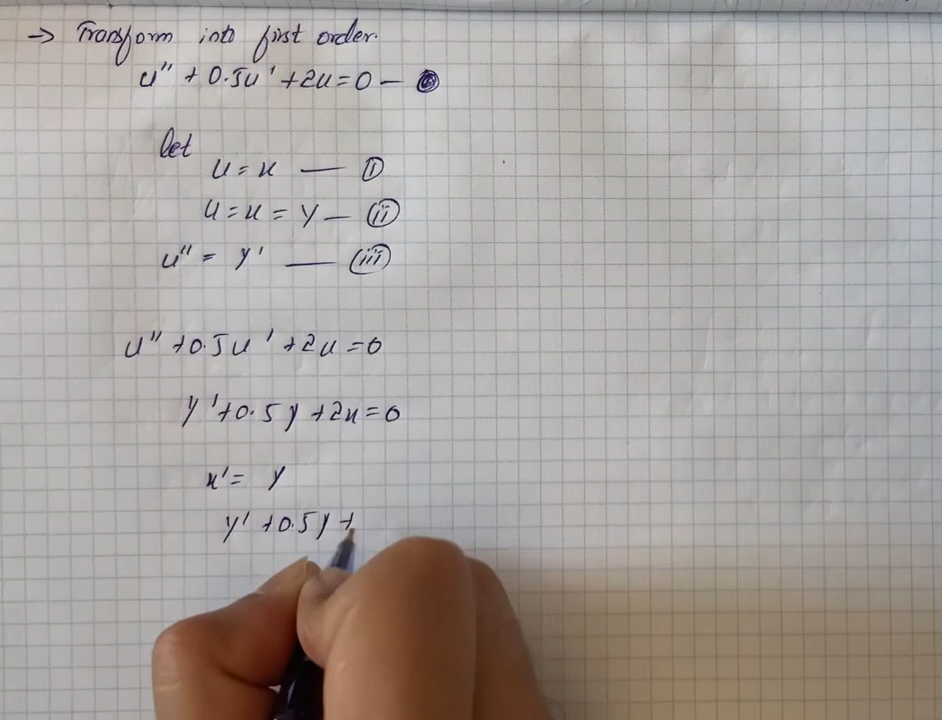 → Transform into first order.
u'' + 0.5u' + 2u = 0 —
let
u = x — (i)
u = x = y — (ii)
u'' = y' — (iii)
u'' + 0.5u' + 2u = 0
y' + 0.5y + 2x = 0
x' = y
y' + 0.5y +